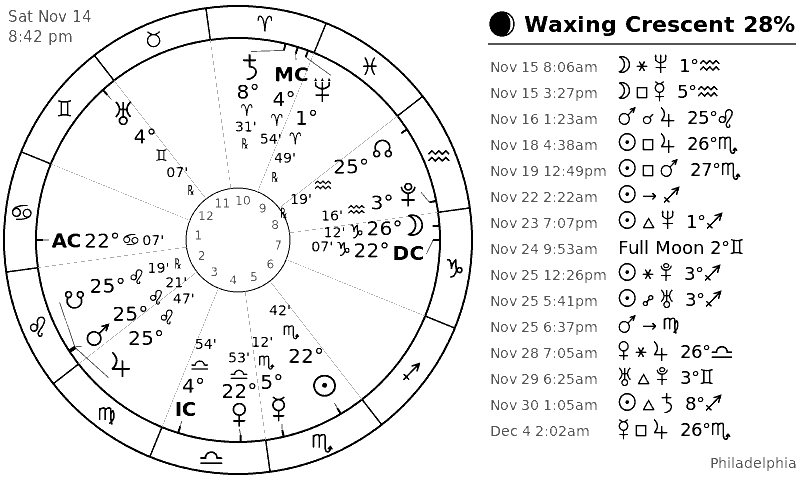 Sat Nov 14
8:42 pm
♈
♉
♊
♋
♌
♍
♎
♏
♐
♑
♒
♓
♄ 8° ♈ 31' ℞
MC 4° ♈ 54'
♆ 1° ♈ 49' ℞
♅ 4° ♊ 07' ℞
☊ 25° ♒ 19' ℞
♇ 3° ♒ 16'
☽ 26° ♑ 12'
DC 22° ♑ 07'
AC 22° ♋ 07'
☋ 25° ♌ 19' ℞
♂ 25° ♌ 21'
♃ 25° ♌ 47'
IC 4° ♎ 54'
♀ 22° ♎ 53'
☿ 5° ♏ 12'
☉ 22° ♏ 42'
1
2
3
4
5
6
7
8
9
10
11
12
Waxing Crescent 28%
Nov 15 8:06am ☽ ⚹ ♆ 1°♒
Nov 15 3:27pm ☽ □ ☿ 5°♒
Nov 16 1:23am ♂ ☌ ♃ 25°♌
Nov 18 4:38am ☉ □ ♃ 26°♏
Nov 19 12:49pm ☉ □ ♂ 27°♏
Nov 22 2:22am ☉ → ♐
Nov 23 7:07pm ☉ △ ♆ 1°♐
Nov 24 9:53am Full Moon 2°♊
Nov 25 12:26pm ☉ ⚹ ♇ 3°♐
Nov 25 5:41pm ☉ ☍ ♅ 3°♐
Nov 25 6:37pm ♂ → ♍
Nov 28 7:05am ♀ ⚹ ♃ 26°♎
Nov 29 6:25am ♅ △ ♇ 3°♊
Nov 30 1:05am ☉ △ ♄ 8°♐
Dec 4 2:02am ☿ □ ♃ 26°♏
Philadelphia